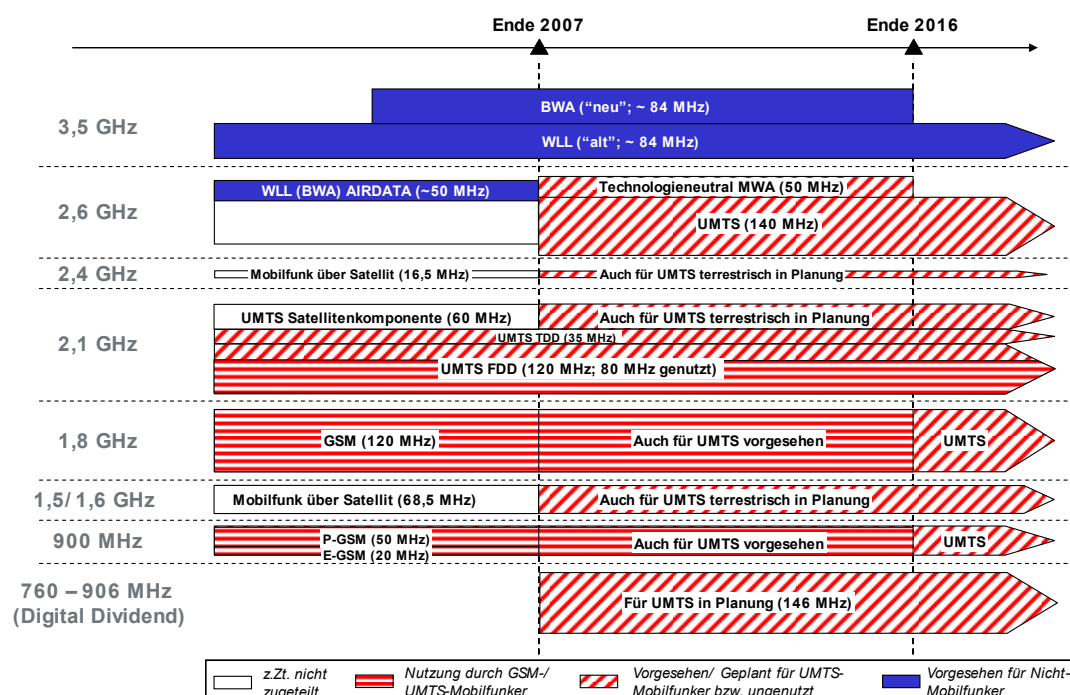 Ende 2007
Ende 2016
3,5 GHz
BWA (“neu”; ~ 84 MHz)
WLL (“alt”; ~ 84 MHz)
2,6 GHz
WLL (BWA) AIRDATA (~50 MHz)
Technologieneutral MWA (50 MHz)
UMTS (140 MHz)
2,4 GHz
Mobilfunk über Satellit (16,5 MHz)
Auch für UMTS terrestrisch in Planung
2,1 GHz
UMTS Satellitenkomponente (60 MHz)
Auch für UMTS terrestrisch in Planung
UMTS TDD (35 MHz)
UMTS FDD (120 MHz; 80 MHz genutzt)
1,8 GHz
GSM (120 MHz)
Auch für UMTS vorgesehen
UMTS
1,5/ 1,6 GHz
Mobilfunk über Satellit (68,5 MHz)
Auch für UMTS terrestrisch in Planung
900 MHz
P-GSM (50 MHz)
E-GSM (20 MHz)
Auch für UMTS vorgesehen
UMTS
760 – 906 MHz
(Digital Dividend)
Für UMTS in Planung (146 MHz)
z.Zt. nicht
zugeteilt
Nutzung durch GSM-/
UMTS-Mobilfunker
Vorgesehen/ Geplant für UMTS-
Mobilfunker bzw. ungenutzt
Vorgesehen für Nicht-
Mobilfunker